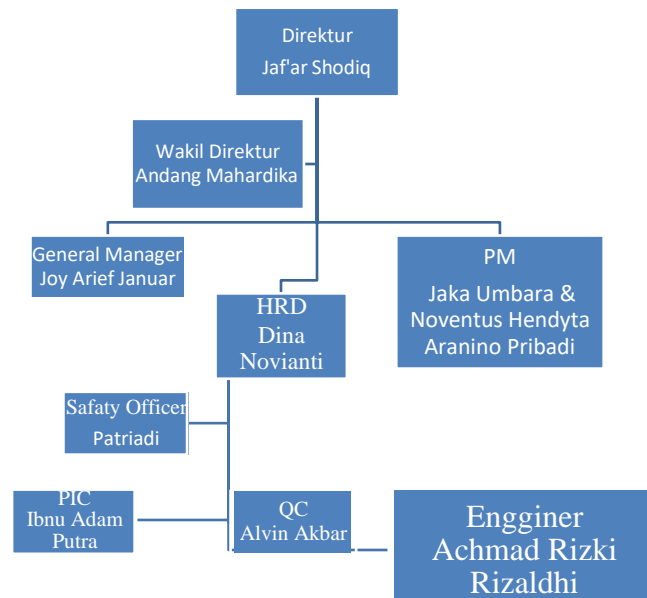 Direktur
Jaf'ar Shodiq
Wakil Direktur
Andang Mahardika
General Manager
Joy Arief Januar
PM
Jaka Umbara &
Noventus Hendyta
Aranino Pribadi
HRD
Dina
Novianti
Safaty Officer
Patriadi
PIC
Ibnu Adam
Putra
QC
Alvin Akbar
Engginer
Achmad Rizki
Rizaldhi